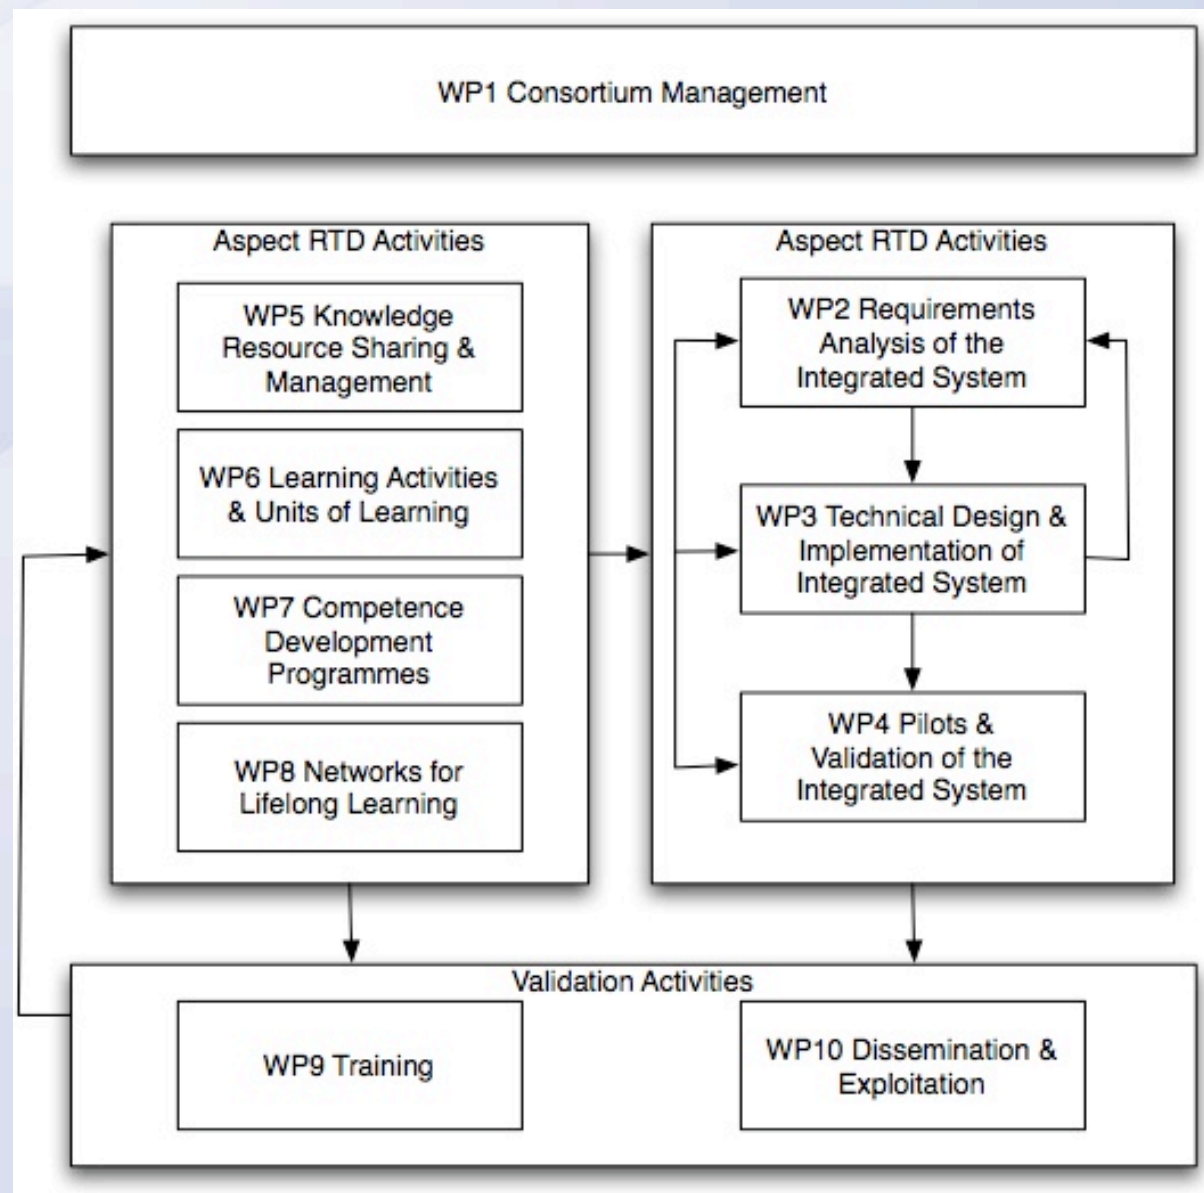 WP1 Consortium Management
Aspect RTD Activities
WP5 Knowledge
Resource Sharing &
Management
WP6 Learning Activities
& Units of Learning
WP7 Competence
Development
Programmes
WP8 Networks for
Lifelong Learning
Aspect RTD Activities
WP2 Requirements
Analysis of the
Integrated System
WP3 Technical Design &
Implementation of
Integrated System
WP4 Pilots &
Validation of the
Integrated System
Validation Activities
WP9 Training
WP10 Dissemination &
Exploitation